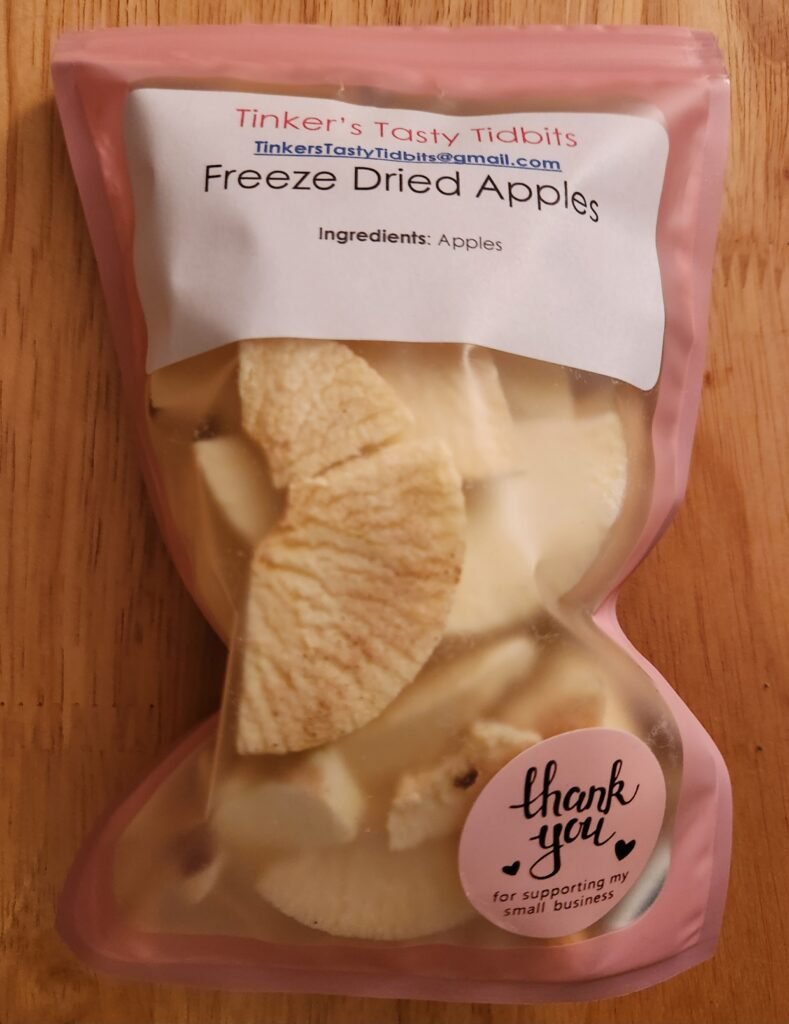 Tinker's Tasty Tidbits
TinkersTastyTidbits@gmail.com
Freeze Dried Apples
Ingredients: Apples
thank
you
for supporting my
small business